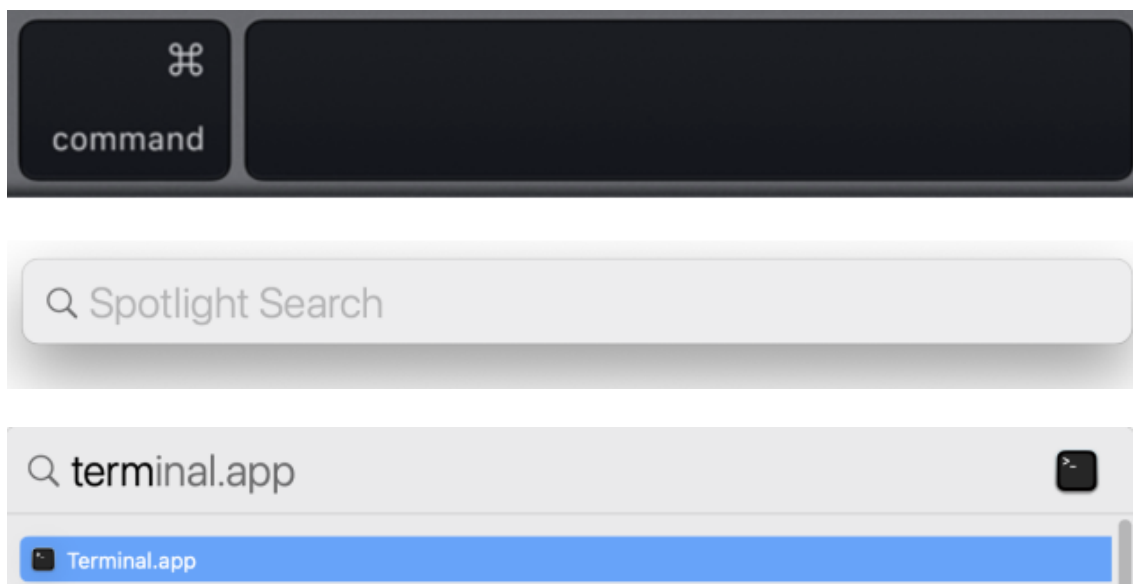 ⌘
command
Spotlight Search
terminal.app
Terminal.app